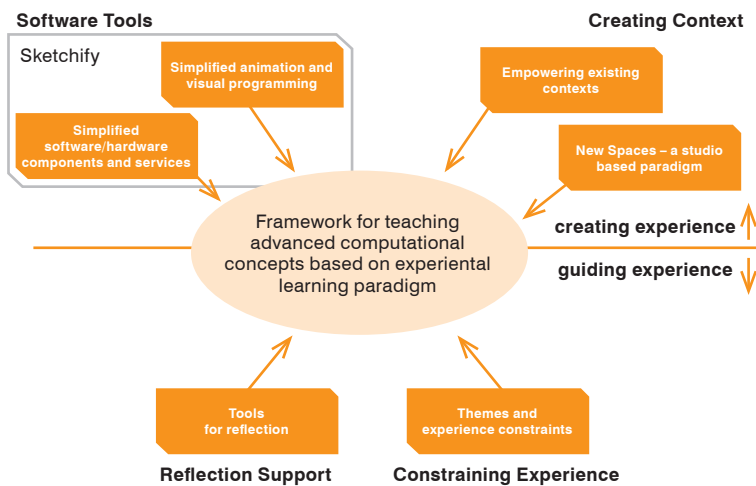 Software Tools
Creating Context
Sketchify
Simplified animation and
visual programming
Empowering existing
contexts
Simplified
software/hardware
components and services
New Spaces – a studio
based paradigm
Framework for teaching
advanced computational
concepts based on experiental
learning paradigm
creating experience
guiding experience
Tools
for reflection
Themes and
experience constraints
Reflection Support
Constraining Experience